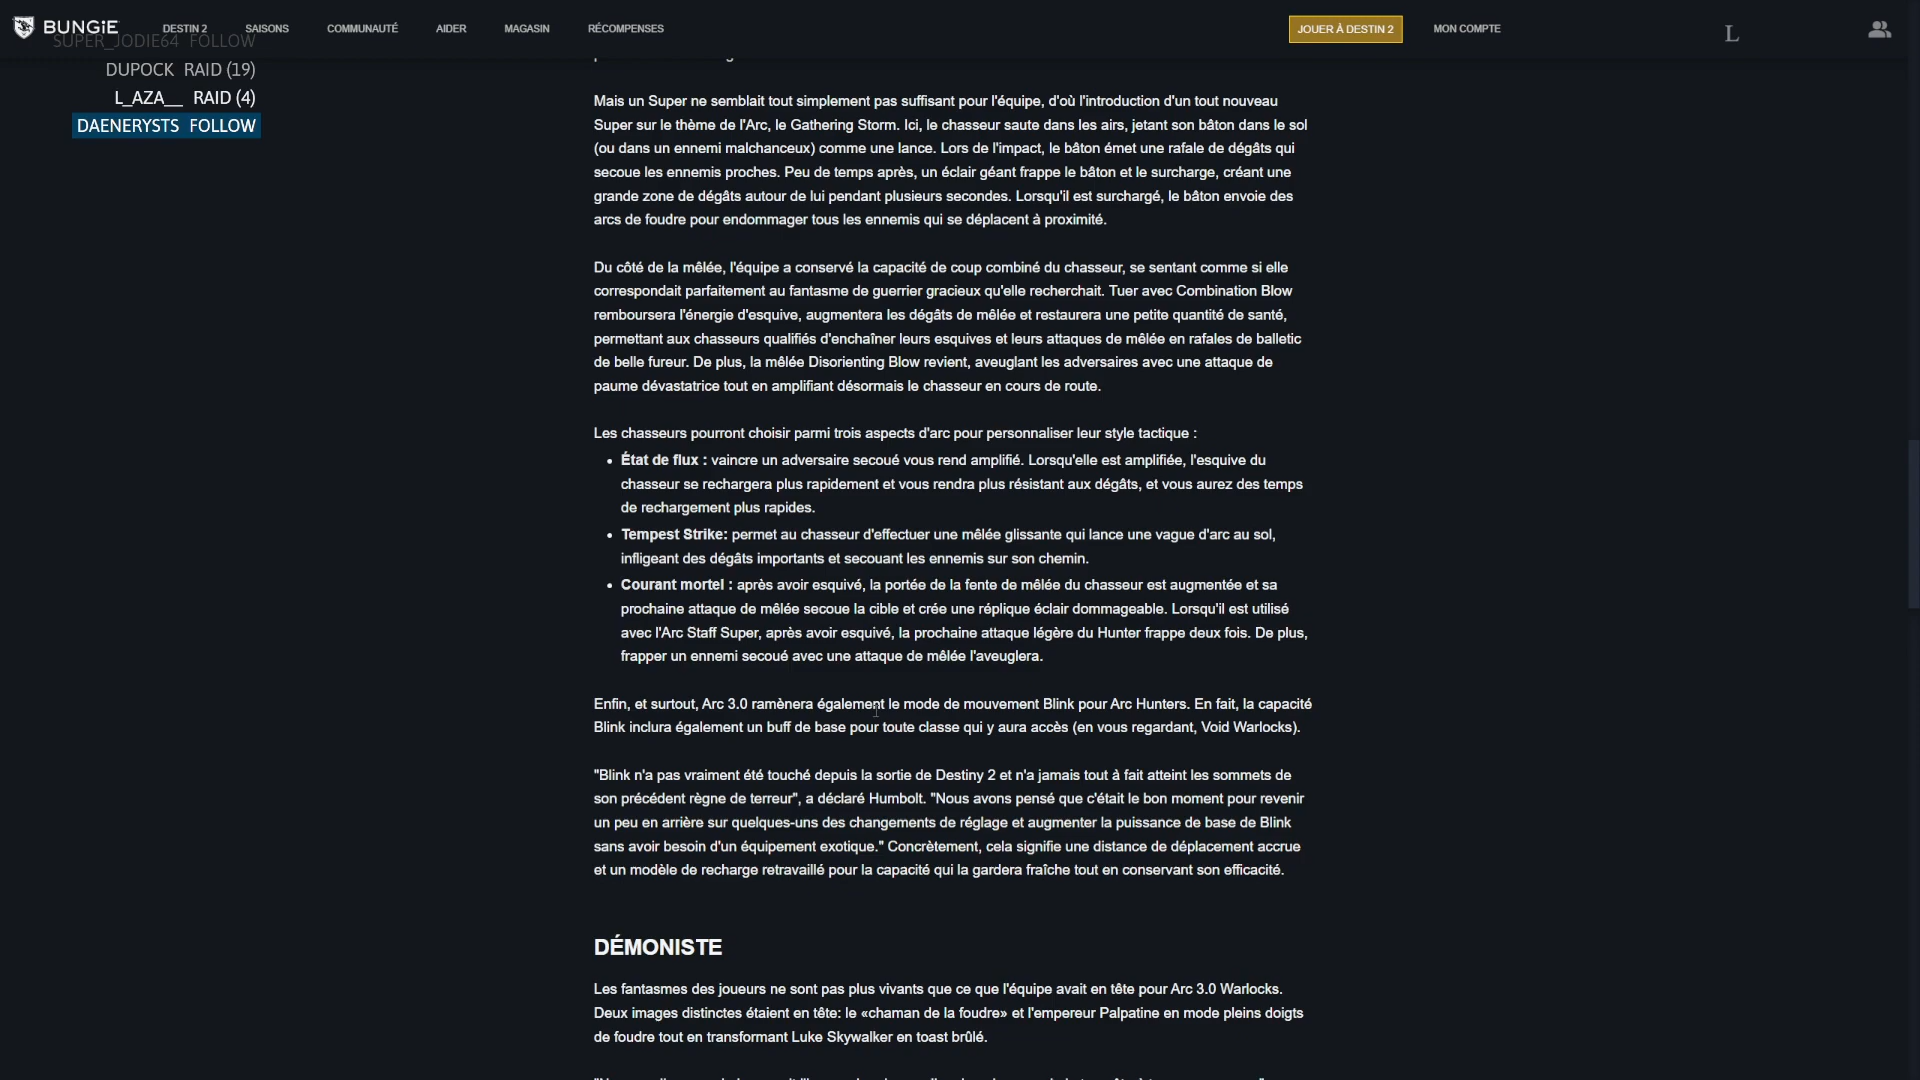 BUNGiE
DESTIN 2
SAISONS
COMMUNAUTÉ
AIDER
MAGASIN
RÉCOMPENSES
JOUER À DESTIN 2
MON COMPTE
L
SUPER_JODIE64 FOLLOW
DUPOCK RAID (19)
L_AZA__ RAID (4)
DAENERYSTS FOLLOW
Mais un Super ne semblait tout simplement pas suffisant pour l'équipe, d'où l'introduction d'un tout nouveau
Super sur le thème de l'Arc, le Gathering Storm. Ici, le chasseur saute dans les airs, jetant son bâton dans le sol
(ou dans un ennemi malchanceux) comme une lance. Lors de l'impact, le bâton émet une rafale de dégâts qui
secoue les ennemis proches. Peu de temps après, un éclair géant frappe le bâton et le surcharge, créant une
grande zone de dégâts autour de lui pendant plusieurs secondes. Lorsqu'il est surchargé, le bâton envoie des
arcs de foudre pour endommager tous les ennemis qui se déplacent à proximité.
Du côté de la mêlée, l'équipe a conservé la capacité de coup combiné du chasseur, se sentant comme si elle
correspondait parfaitement au fantasme de guerrier gracieux qu'elle recherchait. Tuer avec Combination Blow
remboursera l'énergie d'esquive, augmentera les dégâts de mêlée et restaurera une petite quantité de santé,
permettant aux chasseurs qualifiés d'enchaîner leurs esquives et leurs attaques de mêlée en rafales de balletic
de belle fureur. De plus, la mêlée Disorienting Blow revient, aveuglant les adversaires avec une attaque de
paume dévastatrice tout en amplifiant désormais le chasseur en cours de route.
Les chasseurs pourront choisir parmi trois aspects d'arc pour personnaliser leur style tactique :
• État de flux : vaincre un adversaire secoué vous rend amplifié. Lorsqu'elle est amplifiée, l'esquive du
chasseur se rechargera plus rapidement et vous rendra plus résistant aux dégâts, et vous aurez des temps
de rechargement plus rapides.
• Tempest Strike: permet au chasseur d'effectuer une mêlée glissante qui lance une vague d'arc au sol,
infligeant des dégâts importants et secouant les ennemis sur son chemin.
• Courant mortel : après avoir esquivé, la portée de la fente de mêlée du chasseur est augmentée et sa
prochaine attaque de mêlée secoue la cible et crée une réplique éclair dommageable. Lorsqu'il est utilisé
avec l'Arc Staff Super, après avoir esquivé, la prochaine attaque légère du Hunter frappe deux fois. De plus,
frapper un ennemi secoué avec une attaque de mêlée l'aveuglera.
Enfin, et surtout, Arc 3.0 ramènera également le mode de mouvement Blink pour Arc Hunters. En fait, la capacité
Blink inclura également un buff de base pour toute classe qui y aura accès (en vous regardant, Void Warlocks).
"Blink n'a pas vraiment été touché depuis la sortie de Destiny 2 et n'a jamais tout à fait atteint les sommets de
son précédent règne de terreur", a déclaré Humbolt. "Nous avons pensé que c'était le bon moment pour revenir
un peu en arrière sur quelques-uns des changements de réglage et augmenter la puissance de base de Blink
sans avoir besoin d'un équipement exotique." Concrètement, cela signifie une distance de déplacement accrue
et un modèle de recharge retravaillé pour la capacité qui la gardera fraîche tout en conservant son efficacité.
DÉMONISTE
Les fantasmes des joueurs ne sont pas plus vivants que ce que l'équipe avait en tête pour Arc 3.0 Warlocks.
Deux images distinctes étaient en tête: le «chaman de la foudre» et l'empereur Palpatine en mode pleins doigts
de foudre tout en transformant Luke Skywalker en toast brûlé.